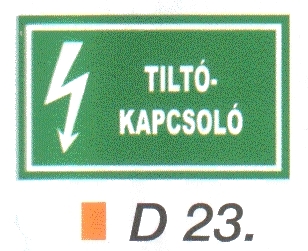 TILTÓ-
KAPCSOLÓ
D 23.